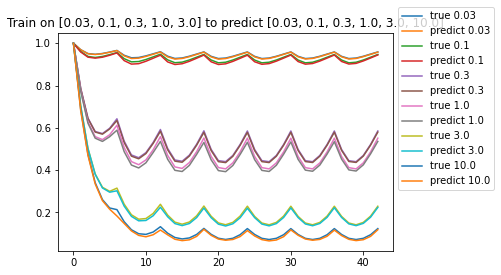 Train on [0.03, 0.1, 0.3, 1.0, 3.0] to predict [0.03, 0.1, 0.3, 1.0, 3.0, 10.0]
true 0.03
predict 0.03
true 0.1
predict 0.1
true 0.3
predict 0.3
true 1.0
predict 1.0
true 3.0
predict 3.0
true 10.0
predict 10.0
1.0
0.8
0.6
0.4
0.2
0 10 20 30 40